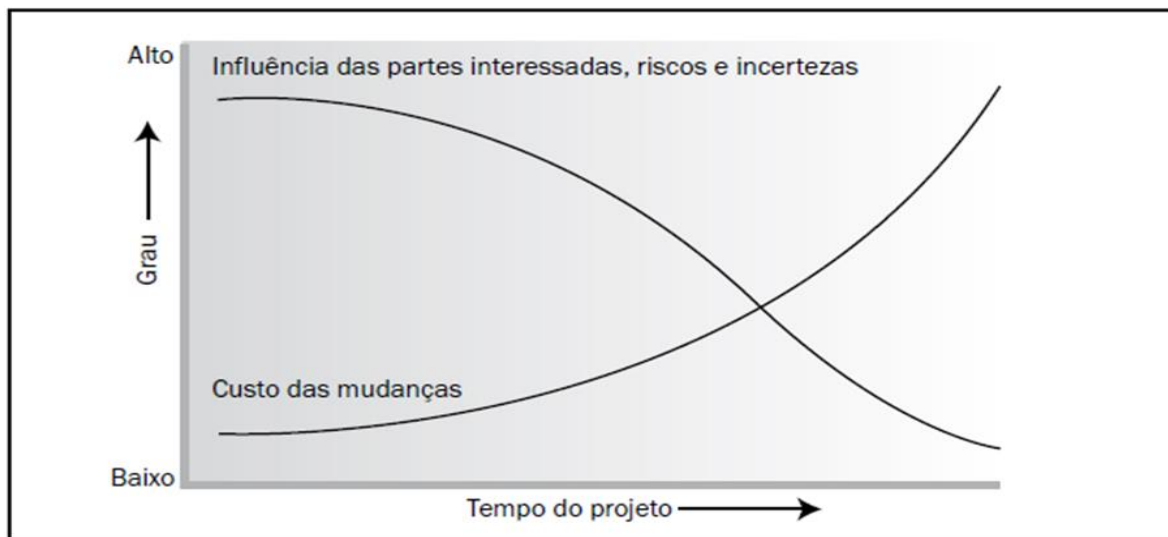 Alto
Influência das partes interessadas, riscos e incertezas
Grau
Custo das mudanças
Baixo
Tempo do projeto